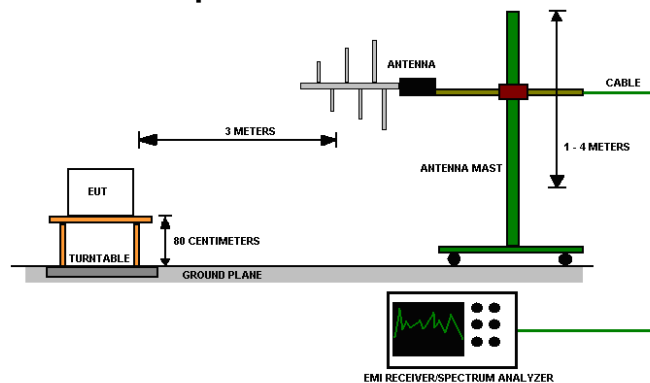 ANTENNA
CABLE
3 METERS
1 - 4 METERS
ANTENNA MAST
EUT
80 CENTIMETERS
TURNTABLE
GROUND PLANE
EMI RECEIVER/SPECTRUM ANALYZER